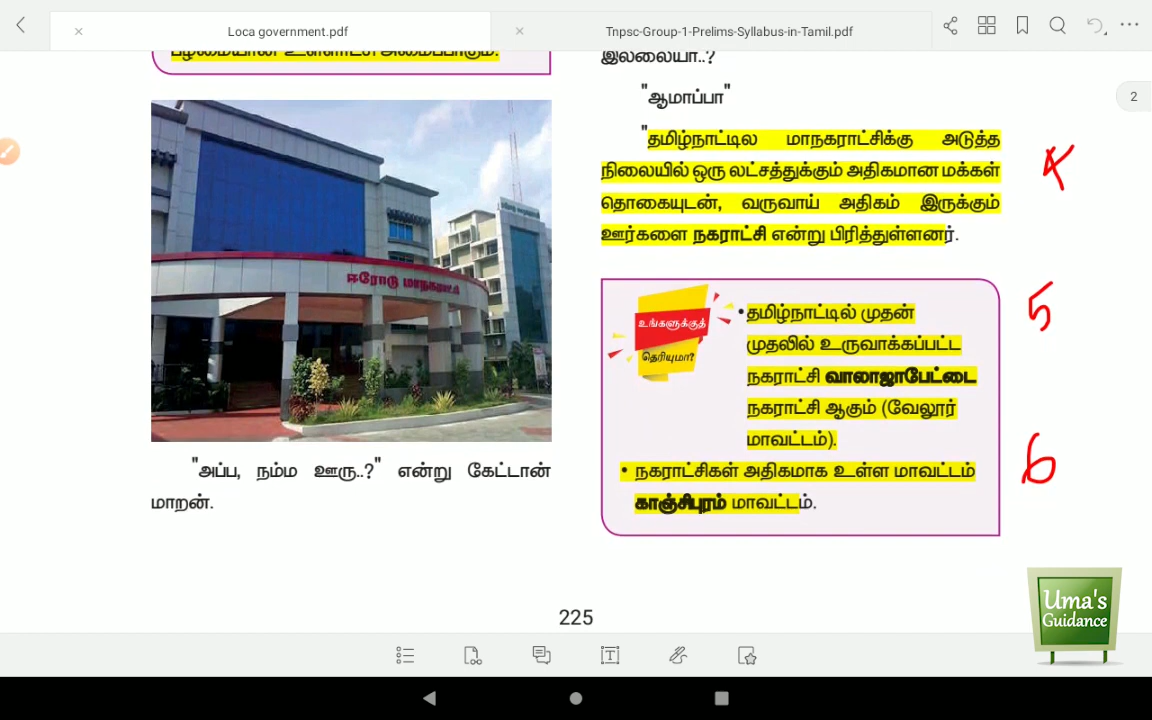 Loca government.pdf
Tnpsc-Group-1-Prelims-Syllabus-in-Tamil.pdf
பழமையான உள்ளாட்சி அமைப்பாகும்.
இல்லையா..?
"ஆமாப்பா"
2
"தமிழ்நாட்டில மாநகராட்சிக்கு அடுத்த
நிலையில் ஒரு லட்சத்துக்கும் அதிகமான மக்கள்
தொகையுடன், வருவாய் அதிகம் இருக்கும்
ஊர்களை நகராட்சி என்று பிரித்துள்ளனர்.
4
ஈரோடு மாநகராட்சி
உங்களுக்குத்
தெரியுமா?
• தமிழ்நாட்டில் முதன்
முதலில் உருவாக்கப்பட்ட
நகராட்சி வாலாஜாபேட்டை
நகராட்சி ஆகும் (வேலூர்
மாவட்டம்).
5
• நகராட்சிகள் அதிகமாக உள்ள மாவட்டம்
காஞ்சிபுரம் மாவட்டம்.
6
"அப்ப, நம்ம ஊரு..?" என்று கேட்டான்
மாறன்.
225
Uma's
Guidance